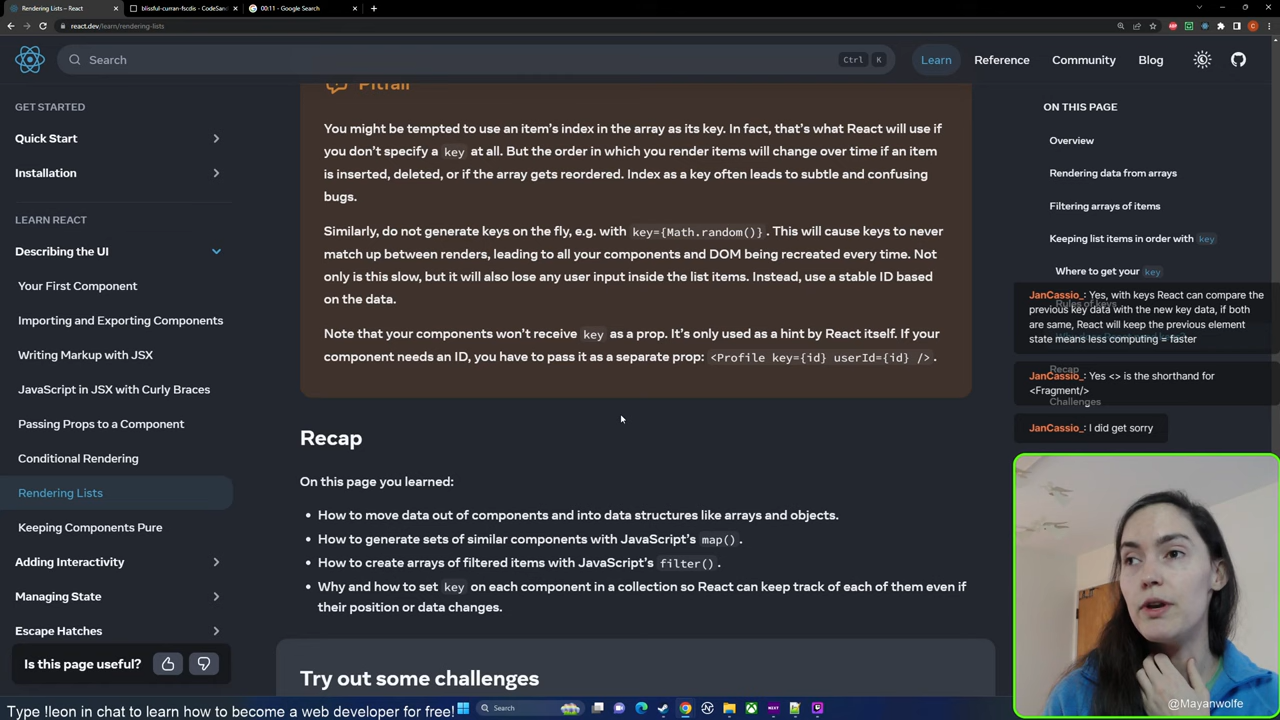 Rendering Lists – React
blissful-curran-fscdis - CodeSand
00:11 - Google Search
react.dev/learn/rendering-lists
Search
Ctrl K
Learn
Reference
Community
Blog
GET STARTED
Quick Start
Installation
LEARN REACT
Describing the UI
Your First Component
Importing and Exporting Components
Writing Markup with JSX
JavaScript in JSX with Curly Braces
Passing Props to a Component
Conditional Rendering
Rendering Lists
Keeping Components Pure
Adding Interactivity
Managing State
Escape Hatches
Is this page useful?
Pitfall
You might be tempted to use an item’s index in the array as its key. In fact, that’s what React will use if
you don’t specify a key at all. But the order in which you render items will change over time if an item
is inserted, deleted, or if the array gets reordered. Index as a key often leads to subtle and confusing
bugs.
Similarly, do not generate keys on the fly, e.g. with key={Math.random()}. This will cause keys to never
match up between renders, leading to all your components and DOM being recreated every time. Not
only is this slow, but it will also lose any user input inside the list items. Instead, use a stable ID based
on the data.
Note that your components won’t receive key as a prop. It’s only used as a hint by React itself. If your
component needs an ID, you have to pass it as a separate prop: <Profile key={id} userId={id} />.
Recap
On this page you learned:
How to move data out of components and into data structures like arrays and objects.
How to generate sets of similar components with JavaScript’s map().
How to create arrays of filtered items with JavaScript’s filter().
Why and how to set key on each component in a collection so React can keep track of each of them even if
their position or data changes.
Try out some challenges
ON THIS PAGE
Overview
Rendering data from arrays
Filtering arrays of items
Keeping list items in order with key
Where to get your key
Rules of keys
Recap
Challenges
JanCassio_: Yes, with keys React can compare the
previous key data with the new key data, if both
are same, React will keep the previous element
state means less computing = faster
JanCassio_: Yes <> is the shorthand for
<Fragment/>
JanCassio_: I did get sorry
@Mayanwolfe
Type !leon in chat to learn how to become a web developer for free!
Search